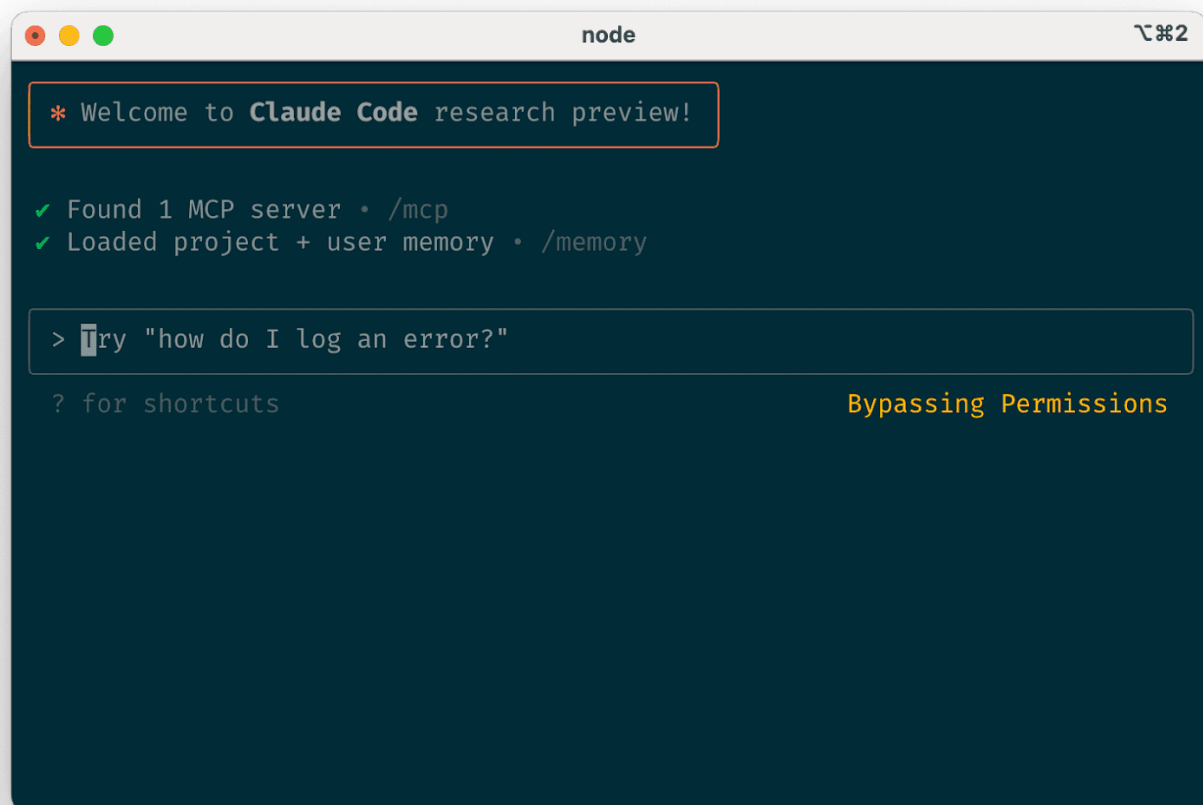 node
⌥⌘2
* Welcome to Claude Code research preview!
✔ Found 1 MCP server • /mcp
✔ Loaded project + user memory • /memory
> Try "how do I log an error?"
? for shortcuts
Bypassing Permissions